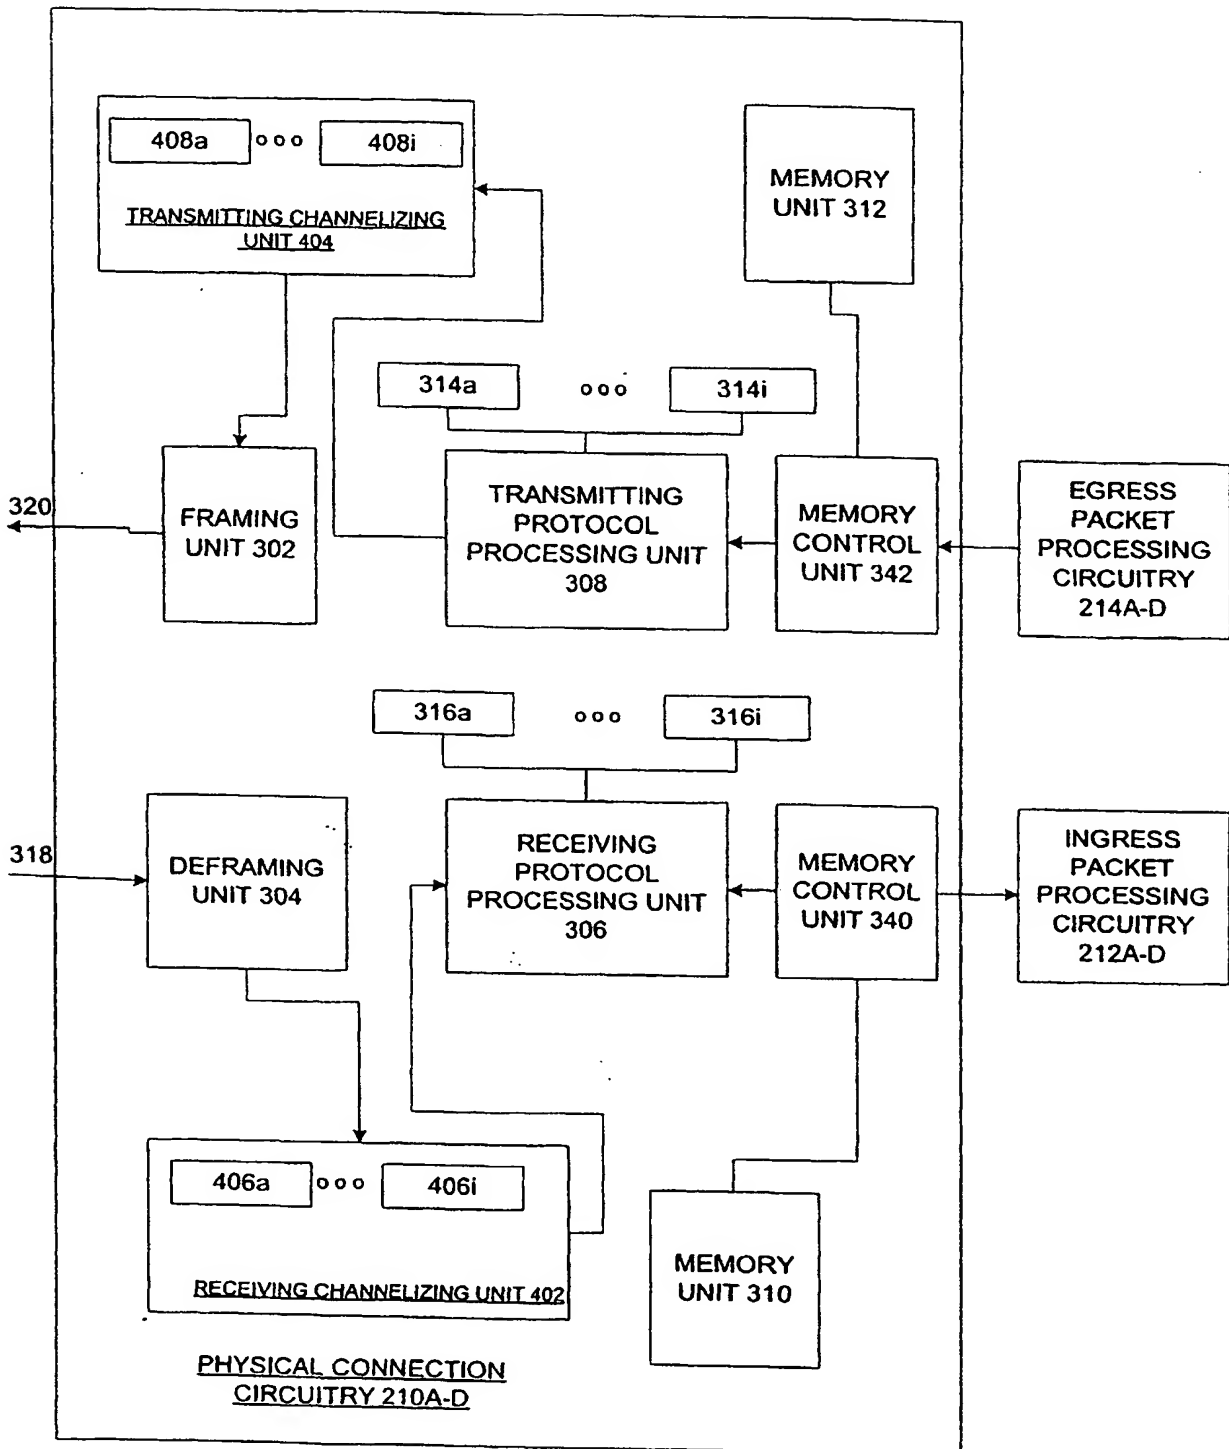 408a
408i
TRANSMITTING CHANNELIZING
UNIT 404
MEMORY
UNIT 312
314a
314i
320
FRAMING
UNIT 302
TRANSMITTING
PROTOCOL
PROCESSING UNIT
308
MEMORY
CONTROL
UNIT 342
EGRESS
PACKET
PROCESSING
CIRCUITRY
214A-D
316a
316i
318
DEFRAMING
UNIT 304
RECEIVING
PROTOCOL
PROCESSING UNIT
306
MEMORY
CONTROL
UNIT 340
INGRESS
PACKET
PROCESSING
CIRCUITRY
212A-D
406a
406i
RECEIVING CHANNELIZING UNIT 402
MEMORY
UNIT 310
PHYSICAL CONNECTION
CIRCUITRY 210A-D